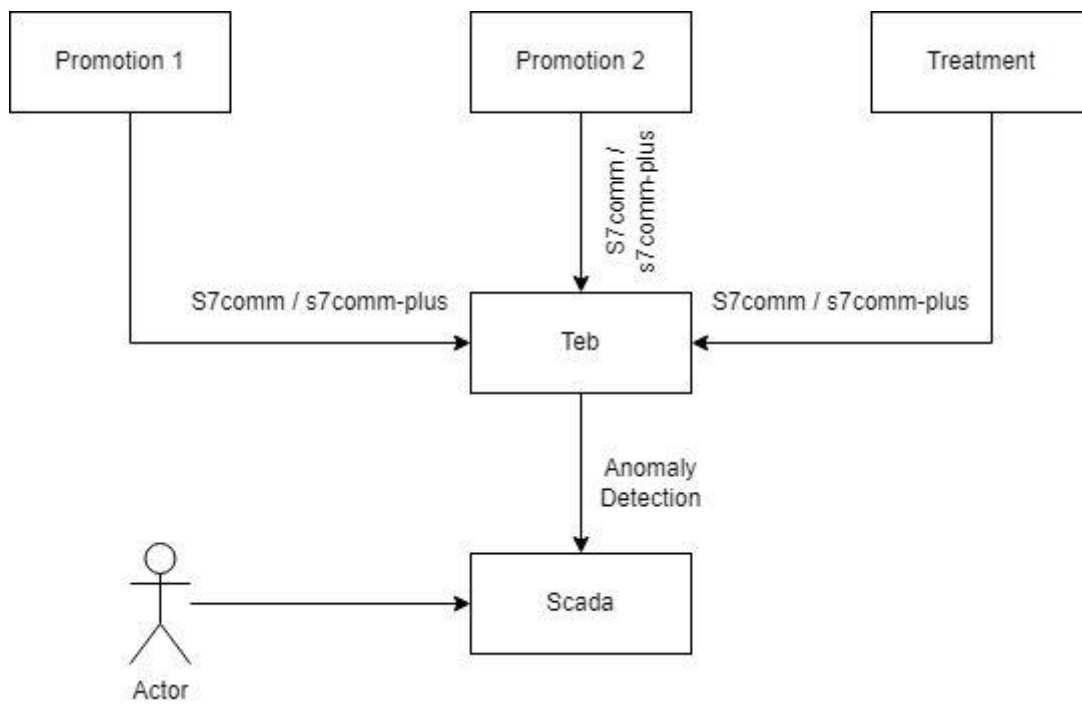 Promotion 1
Promotion 2
Treatment
S7comm /
s7comm-plus
S7comm / s7comm-plus
S7comm / s7comm-plus
Teb
Anomaly
Detection
Scada
Actor